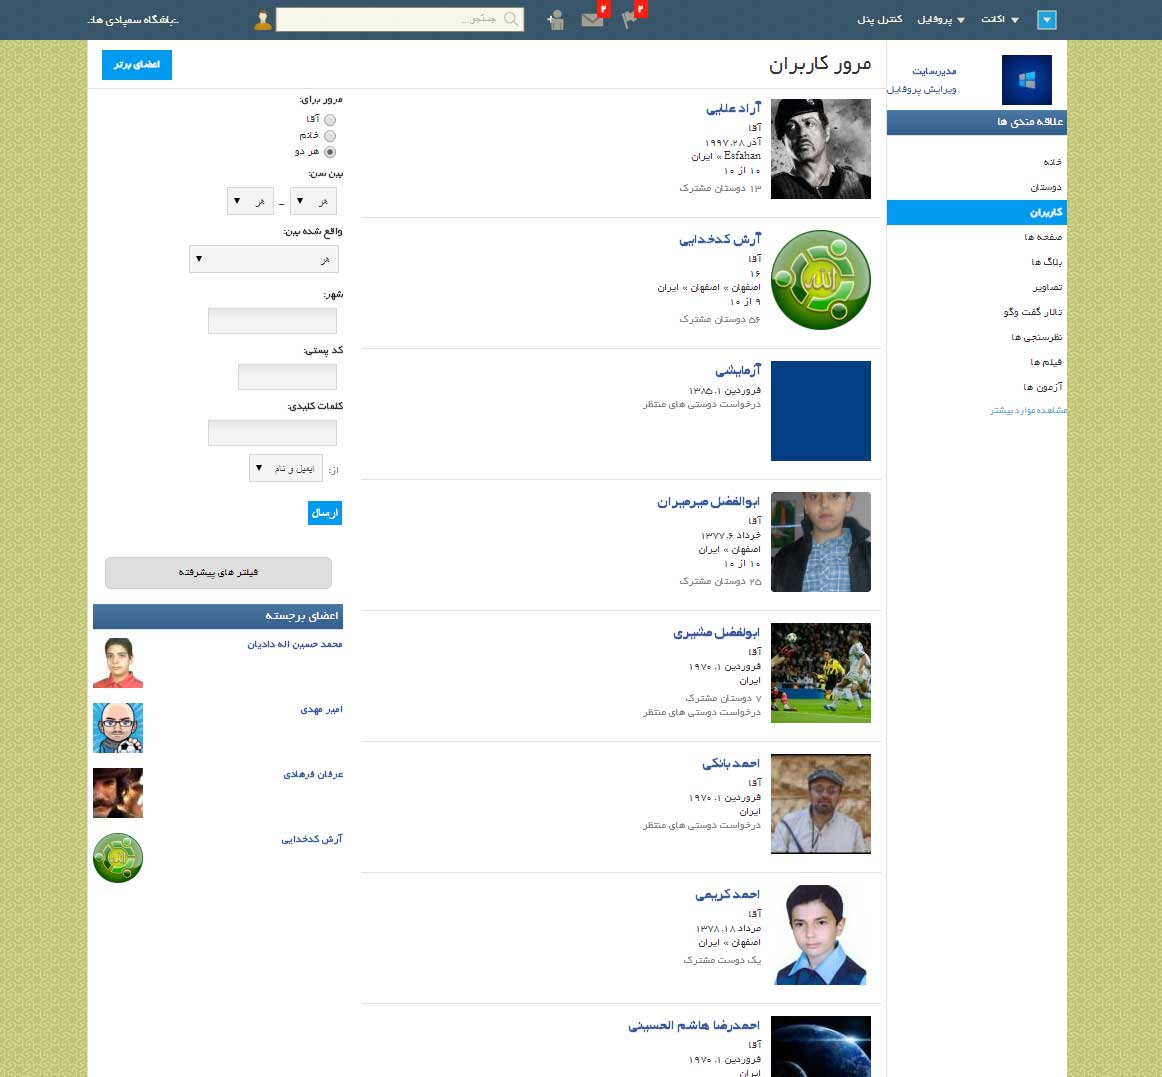 اکانت
پروفایل
کنترل پنل
۲
۳
جستجو...
.:باشگاه سمپادی ها:.
مدیرسایت
ویرایش پروفایل
علاقه مندی ها
خانه
دوستان
کاربران
صفحه ها
بلاگ ها
تصاویر
تالار گفت وگو
نظرسنجی ها
فیلم ها
آزمون ها
مشاهده موارد بیشتر
مرور کاربران
آراد علایی
آقا
آذر ۲۸, ۱۹۹۷
Esfahan » ایران
۱۰ از ۱۰
۱۳ دوستان مشترک
آرش کدخدایی
آقا
۱۶
اصفهان » اصفهان » ایران
۹ از ۱۰
۵۶ دوستان مشترک
آزمایشی
فروردین ۱, ۱۳۸۵
درخواست دوستی های منتظر
ابوالفضل میرمیران
آقا
خرداد ۶, ۱۳۷۷
اصفهان » ایران
۱۰ از ۱۰
۲۵ دوستان مشترک
ابولفضل مشیری
آقا
فروردین ۱, ۱۹۷۰
ایران
۷ دوستان مشترک
درخواست دوستی های منتظر
احمد بانکی
آقا
فروردین ۱, ۱۹۷۰
ایران
درخواست دوستی های منتظر
احمد کریمی
آقا
مرداد ۱۸, ۱۳۷۸
اصفهان » ایران
یک دوست مشترک
احمدرضا هاشم الحسینی
آقا
فروردین ۱, ۱۹۷۰
ایران
اعضای برتر
مرور برای:
آقا
خانم
هر دو
بین سن:
هر – هر
واقع شده بین:
هر
شهر:
کد پستی:
کلمات کلیدی:
از: ایمیل و نام
ارسال
فیلتر های پیشرفته
اعضای برجسته
محمد حسین اله دادیان
امیر مهدی
عرفان فرهادی
آرش کدخدایی
الله